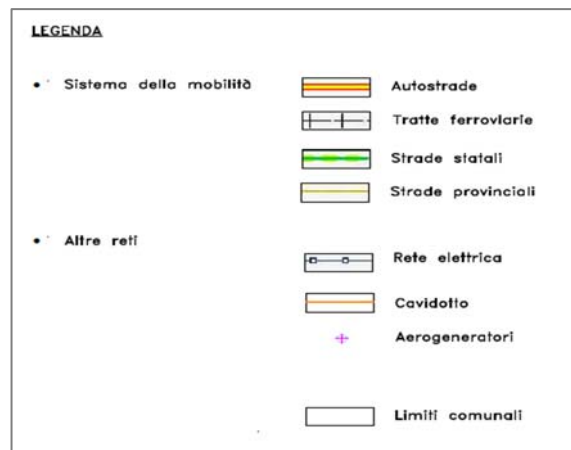 LEGENDA
• Sistema della mobilità
Autostrade
Tratte ferroviarie
Strade statali
Strade provinciali
• Altre reti
Rete elettrica
Cavidotto
Aerogeneratori
Limiti comunali